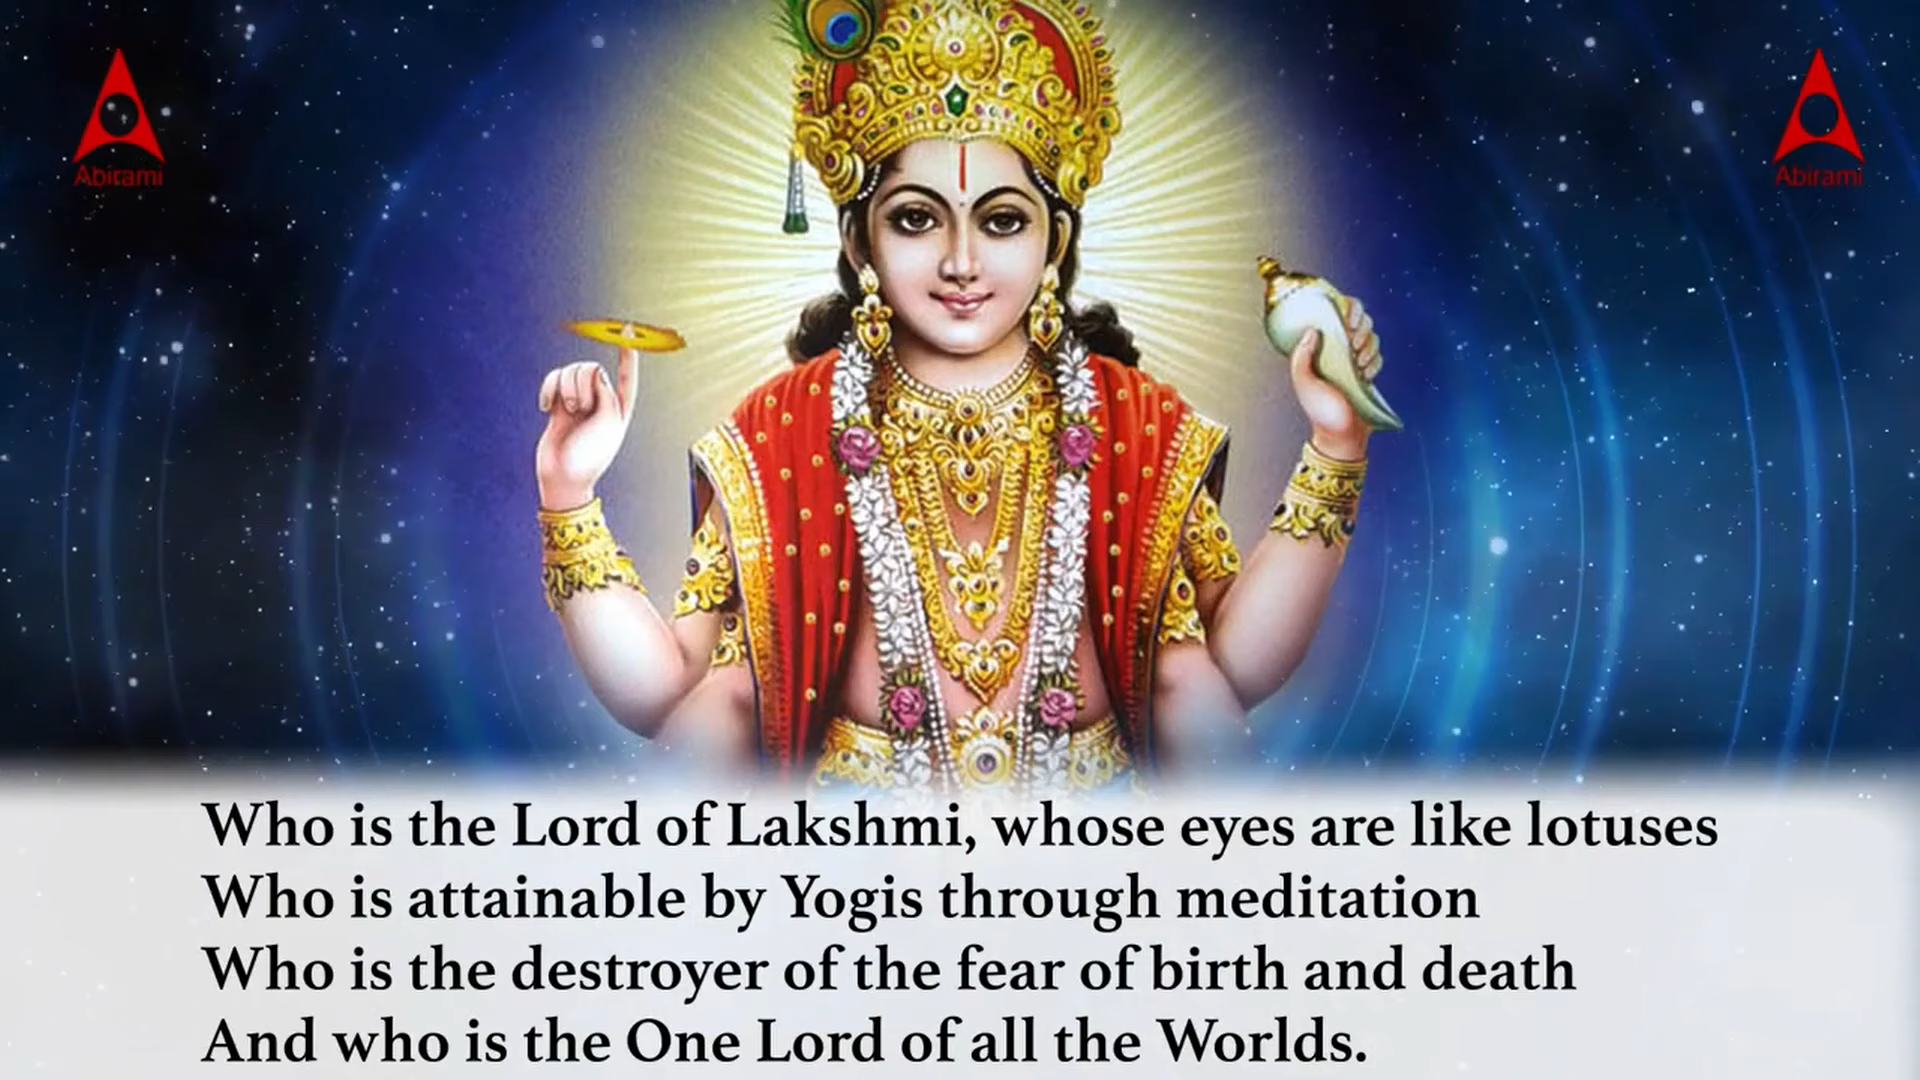 Abirami
Abirami
Who is the Lord of Lakshmi, whose eyes are like lotuses
Who is attainable by Yogis through meditation
Who is the destroyer of the fear of birth and death
And who is the One Lord of all the Worlds.